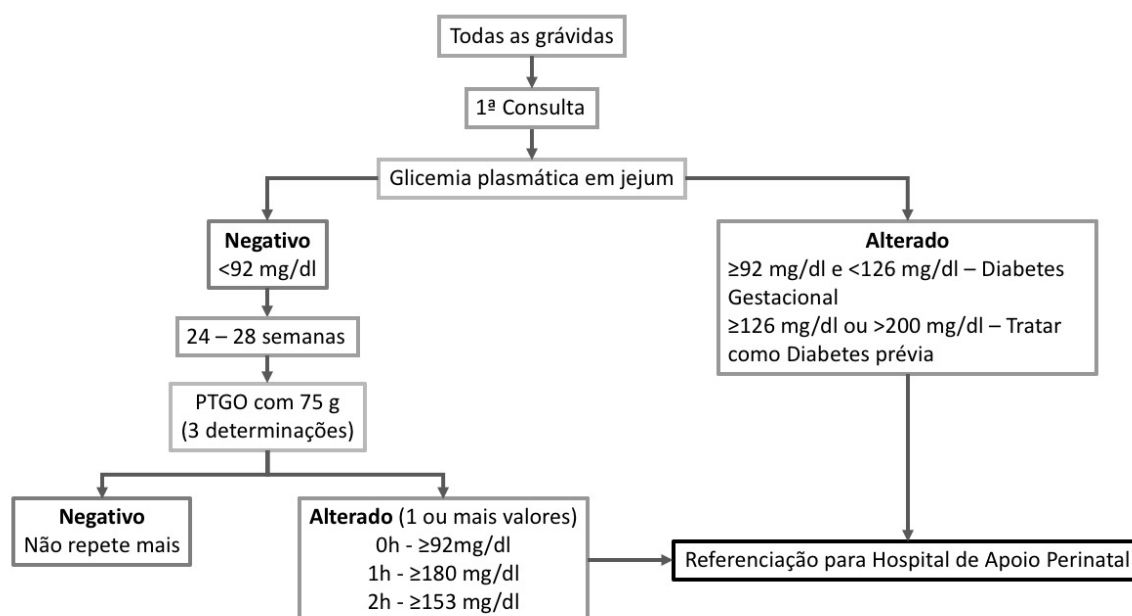 Todas as grávidas
1ª Consulta
Glicemia plasmática em jejum
Negativo
<92 mg/dl
Alterado
≥92 mg/dl e <126 mg/dl – Diabetes
Gestacional
≥126 mg/dl ou >200 mg/dl – Tratar
como Diabetes prévia
24 – 28 semanas
PTGO com 75 g
(3 determinações)
Negativo
Não repete mais
Alterado (1 ou mais valores)
0h - ≥92mg/dl
1h - ≥180 mg/dl
2h - ≥153 mg/dl
Referenciação para Hospital de Apoio Perinatal